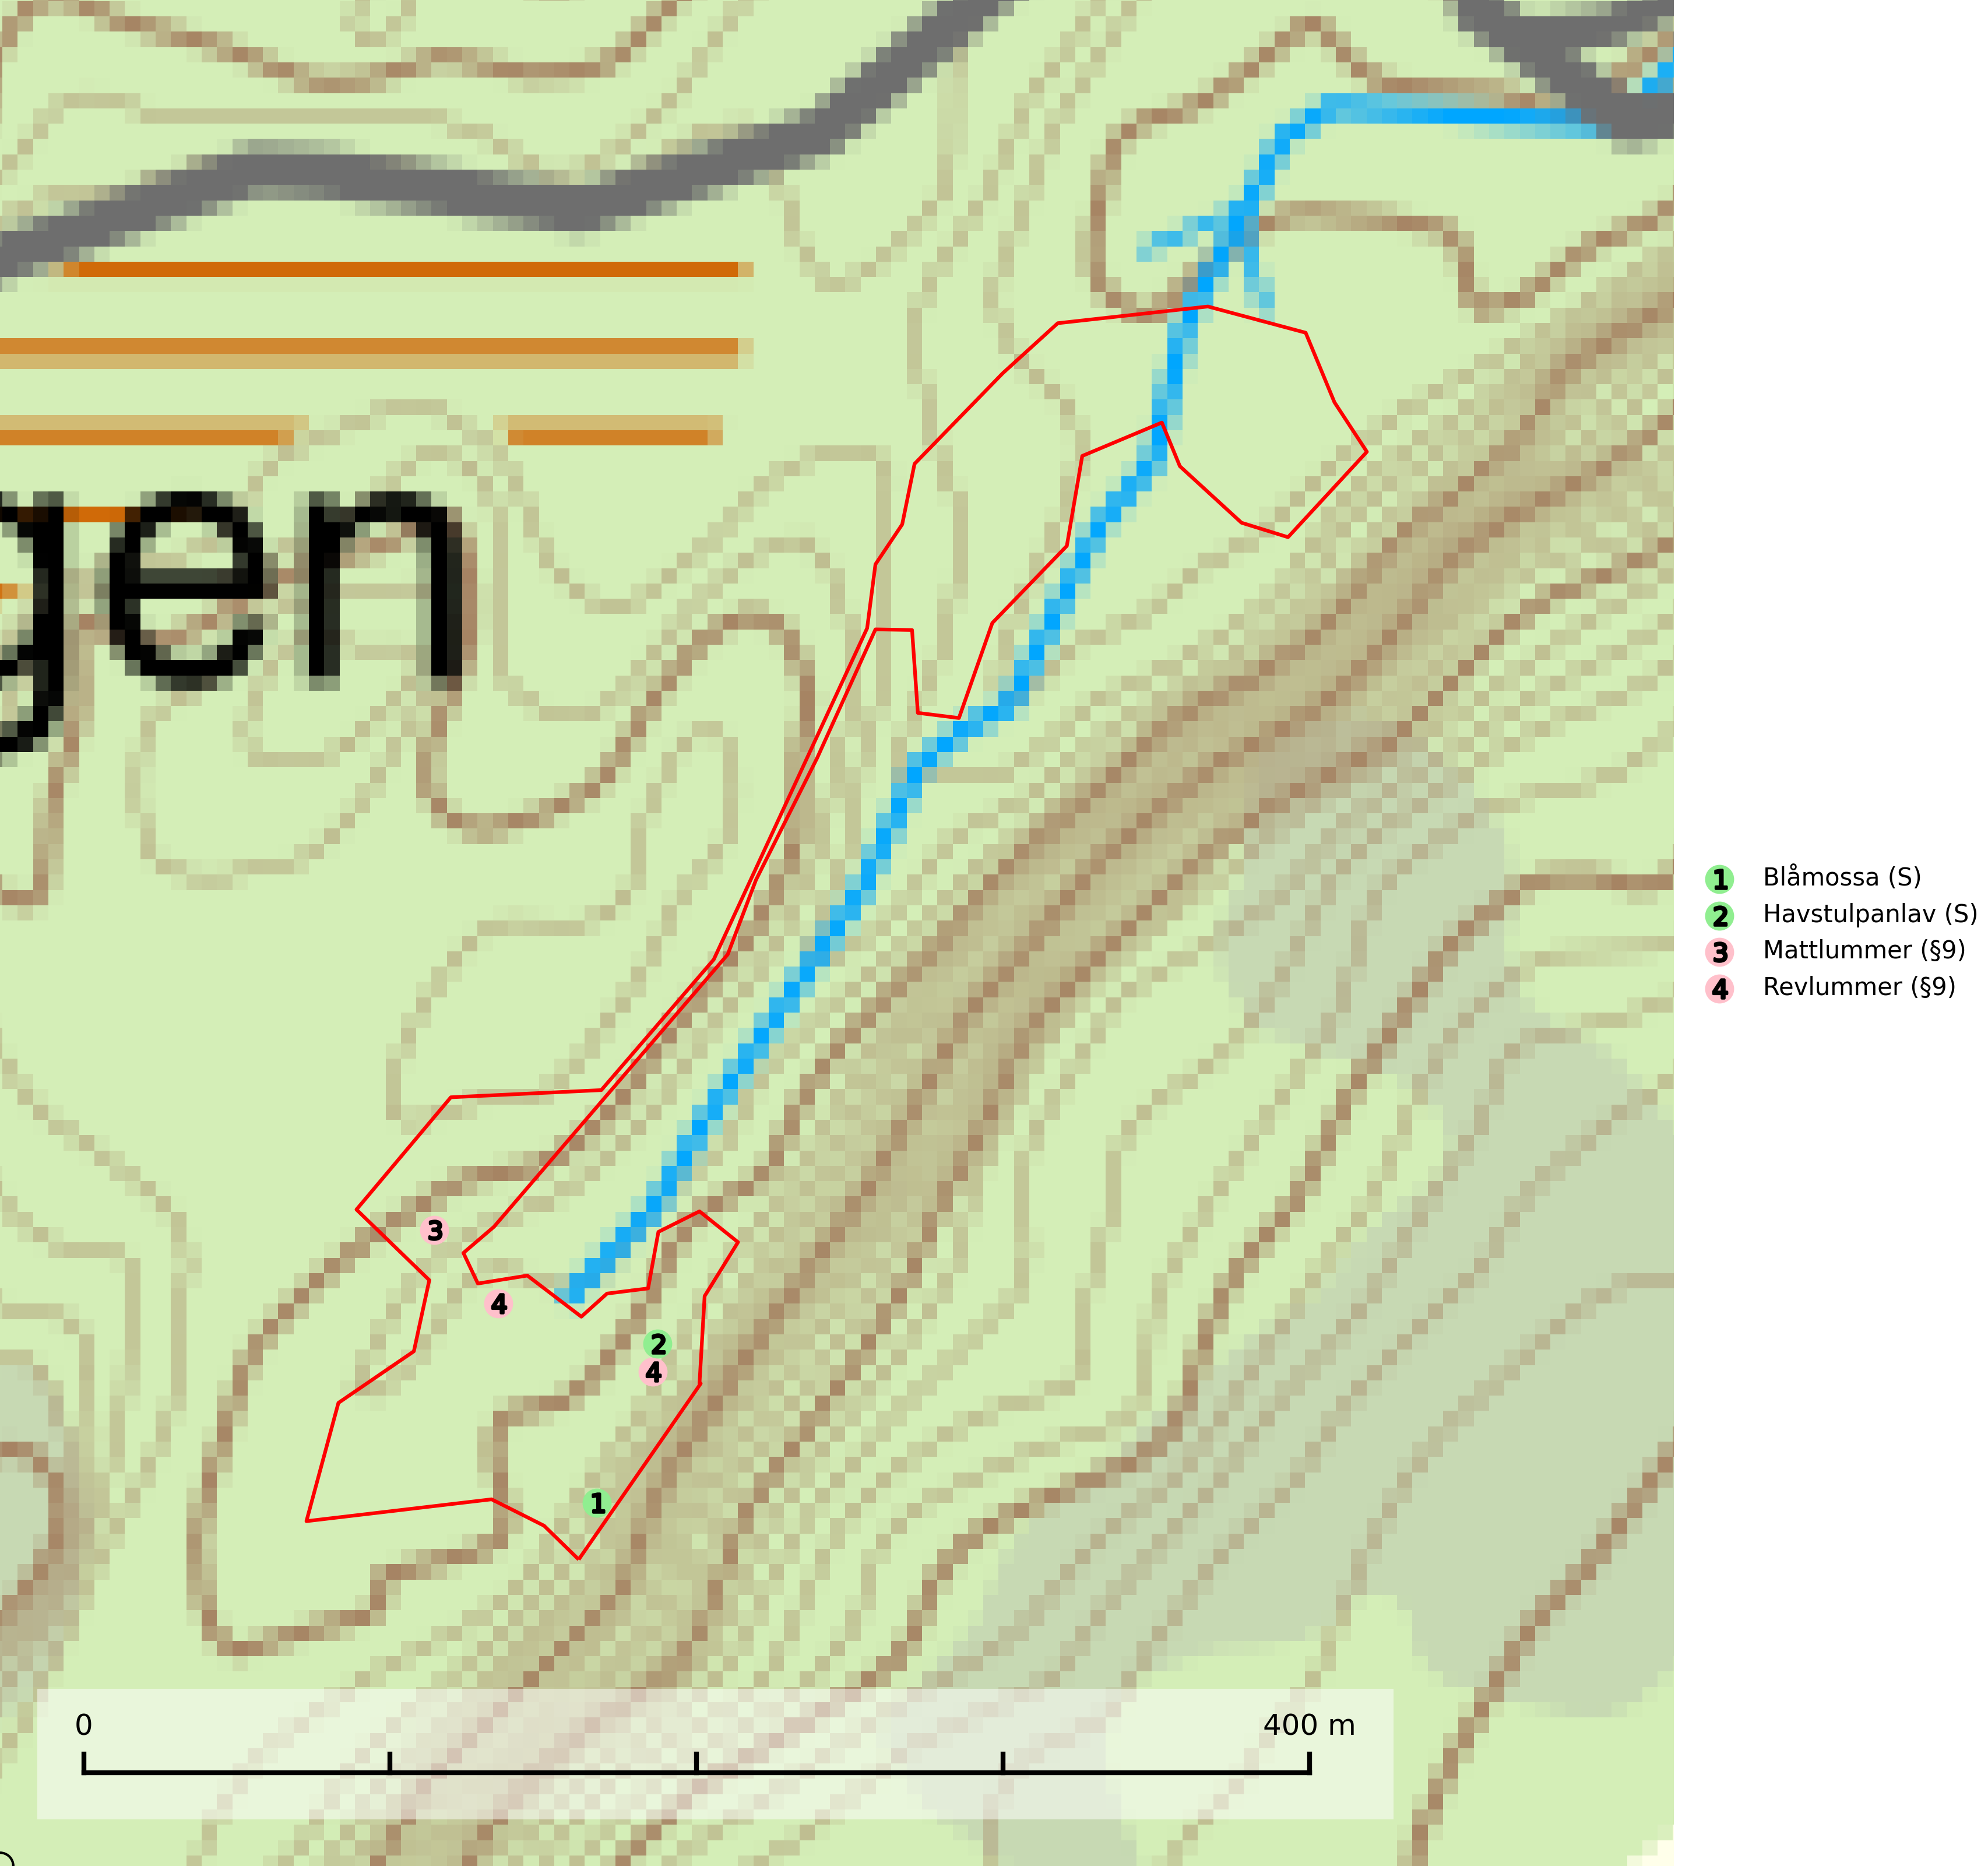 gen
1 Blåmossa (S)
2 Havstulpanlav (S)
3 Mattlummer (§9)
4 Revlummer (§9)
3
4
2
4
1
0 400 m